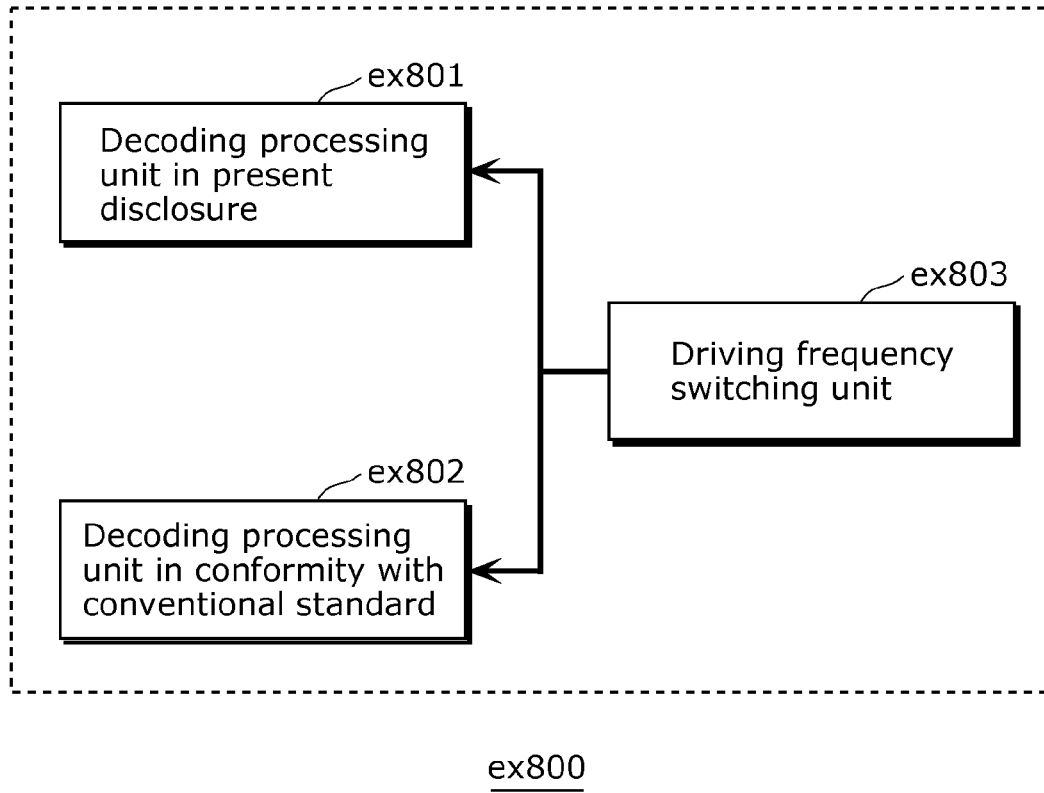 ex801
Decoding processing
unit in present
disclosure
ex803
Driving frequency
switching unit
ex802
Decoding processing
unit in conformity with
conventional standard
ex800